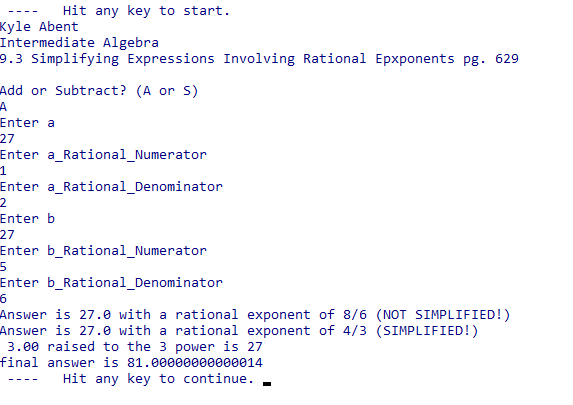 ---- Hit any key to start.
Kyle Abent
Intermediate Algebra
9.3 Simplifying Expressions Involving Rational Epxponents pg. 629
Add or Subtract? (A or S)
A
Enter a
27
Enter a_Rational_Numerator
1
Enter a_Rational_Denominator
2
Enter b
27
Enter b_Rational_Numerator
5
Enter b_Rational_Denominator
6
Answer is 27.0 with a rational exponent of 8/6 (NOT SIMPLIFIED!)
Answer is 27.0 with a rational exponent of 4/3 (SIMPLIFIED!)
3.00 raised to the 3 power is 27
final answer is 81.00000000000014
---- Hit any key to continue.